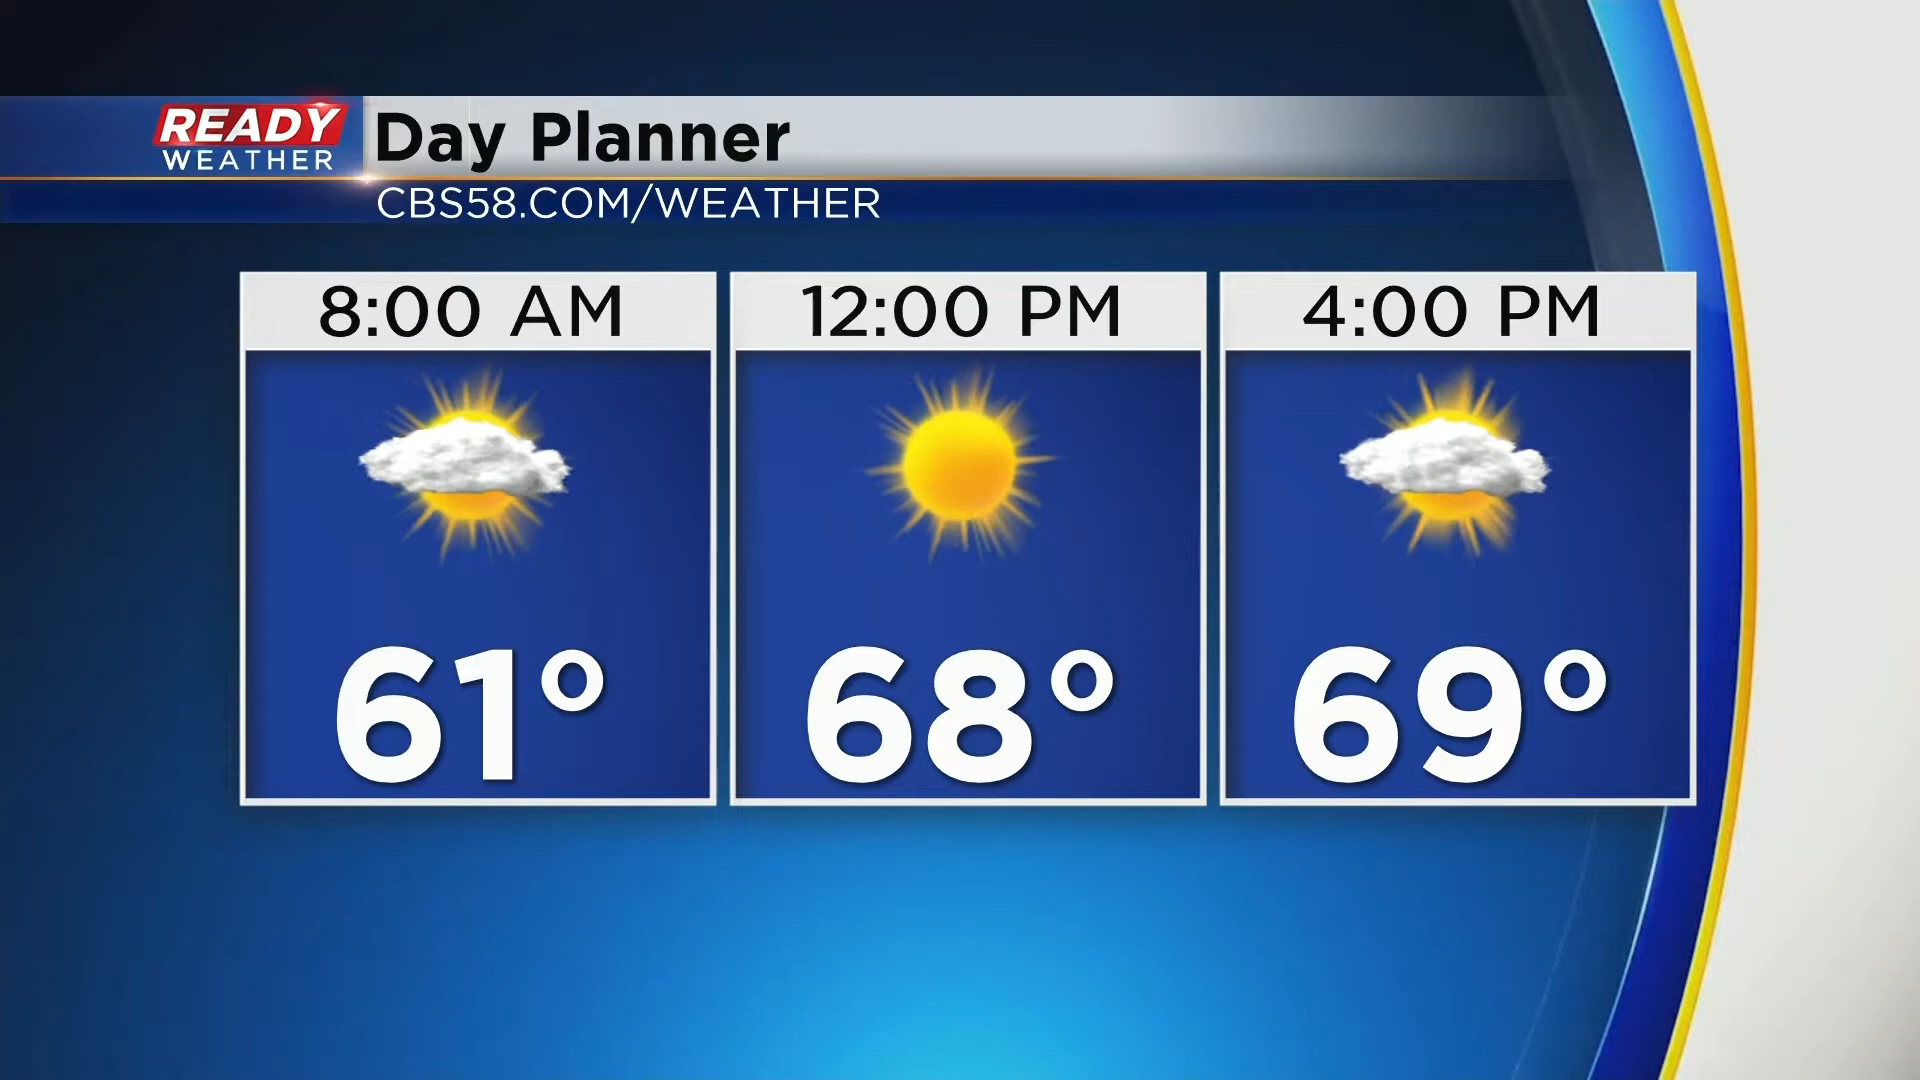 READY
WEATHER
Day Planner
CBS58.COM/WEATHER
8:00 AM
12:00 PM
4:00 PM
61°
68°
69°